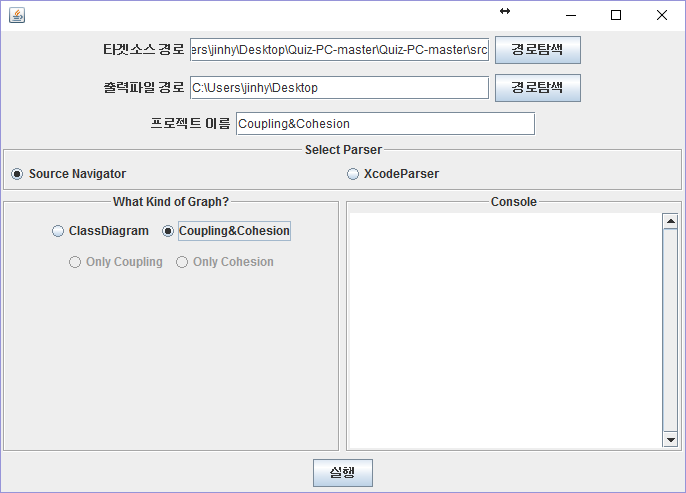 타겟소스 경로 ers\jinhy\Desktop\Quiz-PC-master\Quiz-PC-master\src 경로탐색
출력파일 경로 C:\Users\jinhy\Desktop 경로탐색
프로젝트 이름 Coupling&Cohesion
Select Parser
Source Navigator XcodeParser
What Kind of Graph? Console
ClassDiagram Coupling&Cohesion
Only Coupling Only Cohesion
실행